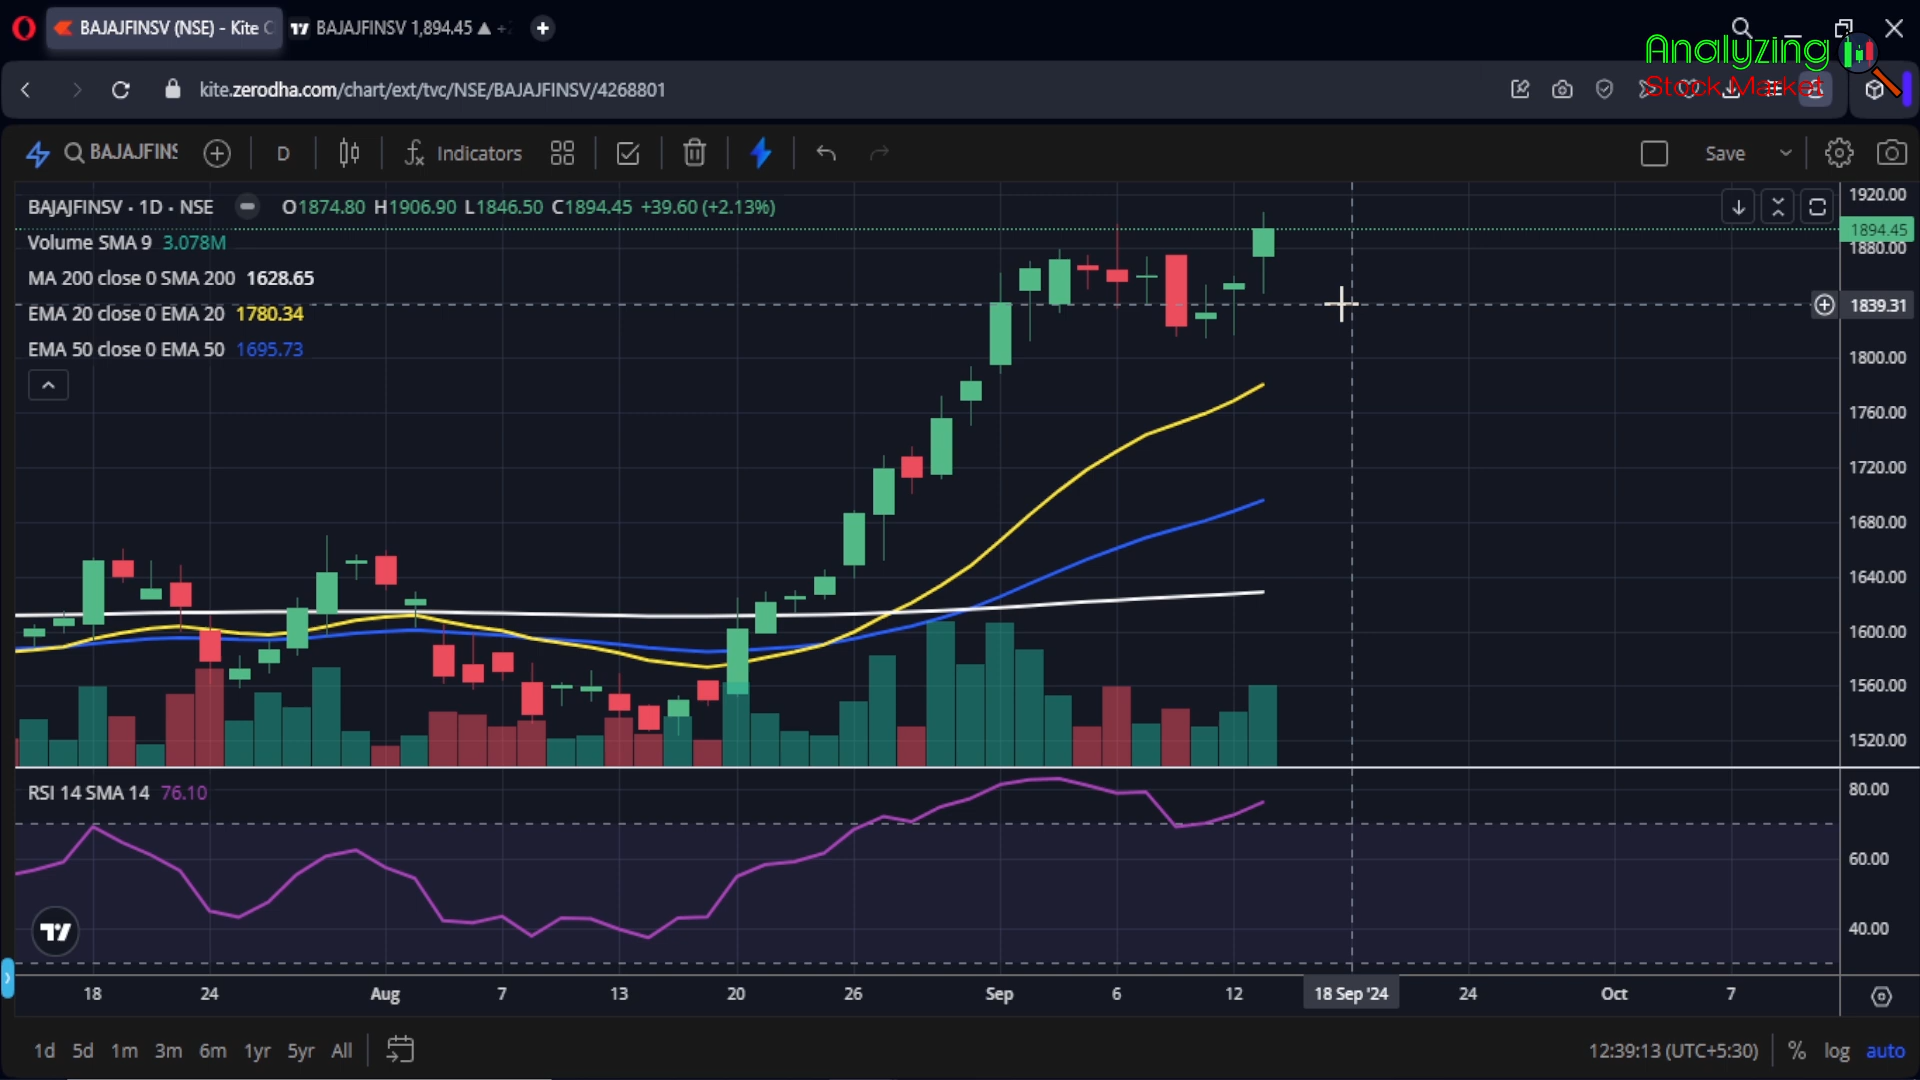 BAJAJFINSV (NSE) - Kite
BAJAJFINSV 1,894.45 ▲
Analyzing
Stock Market
kite.zerodha.com/chart/ext/tvc/NSE/BAJAJFINSV/4268801
BAJAJFINS
D
Indicators
Save
BAJAJFINSV · 1D · NSE O1874.80 H1906.90 L1846.50 C1894.45 +39.60 (+2.13%)
Volume SMA 9 3.078M
MA 200 close 0 SMA 200 1628.65
EMA 20 close 0 EMA 20 1780.34
EMA 50 close 0 EMA 50 1695.73
1920.00
1894.45
1880.00
1839.31
1800.00
1760.00
1720.00
1680.00
1640.00
1600.00
1560.00
1520.00
RSI 14 SMA 14 76.10
80.00
60.00
40.00
18 24 Aug 7 13 20 26 Sep 6 12 18 Sep '24 24 Oct 7
1d 5d 1m 3m 6m 1yr 5yr All
12:39:13 (UTC+5:30) % log auto